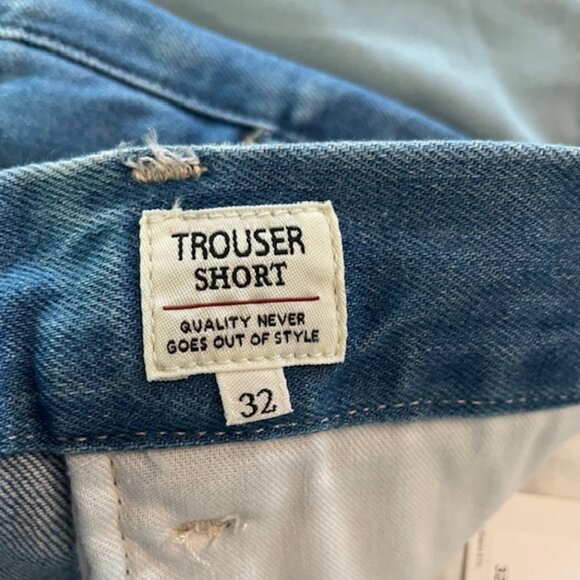 TROUSER
SHORT
QUALITY NEVER
GOES OUT OF STYLE
32